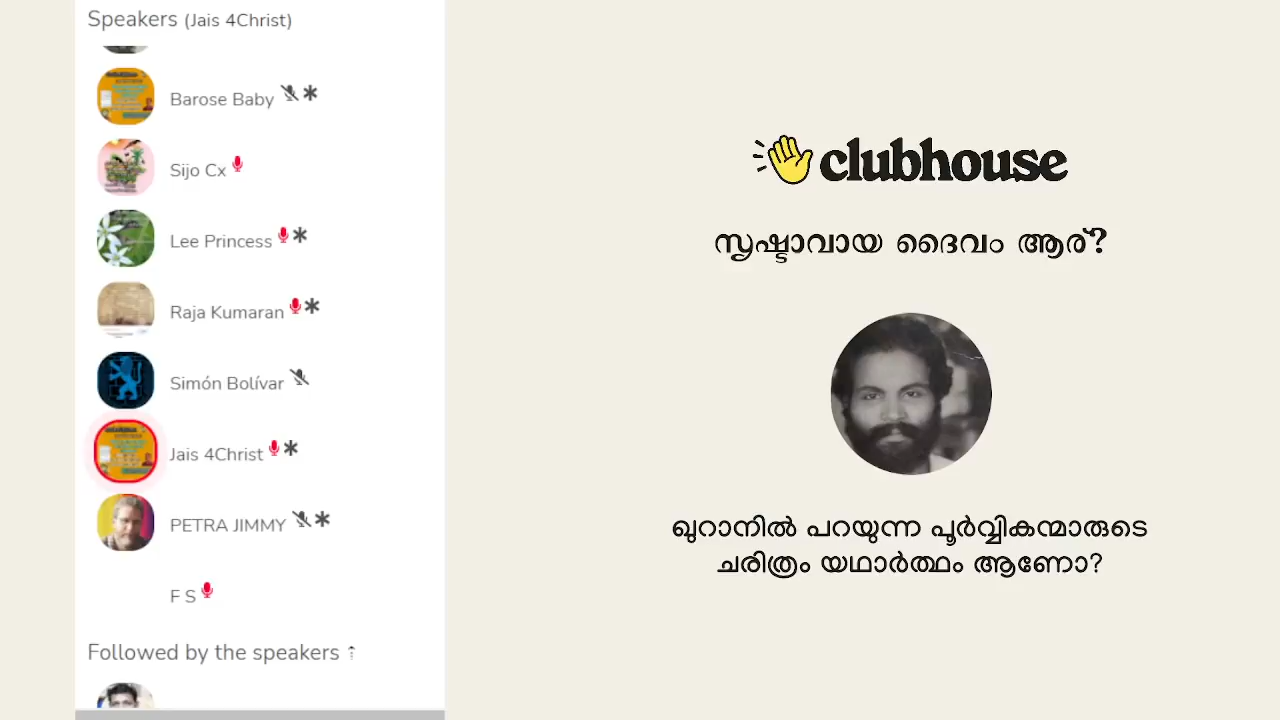 Speakers (Jais 4Christ)
Barose Baby
Sijo Cx
Lee Princess
Raja Kumaran
Simón Bolívar
Jais 4Christ
PETRA JIMMY
F S
Followed by the speakers ⇡
clubhouse
സൃഷ്ടാവായ ദൈവം ആര്?
ഖുറാനിൽ പറയുന്ന പൂർവ്വികന്മാരുടെ
ചരിത്രം യഥാർത്ഥം ആണോ?